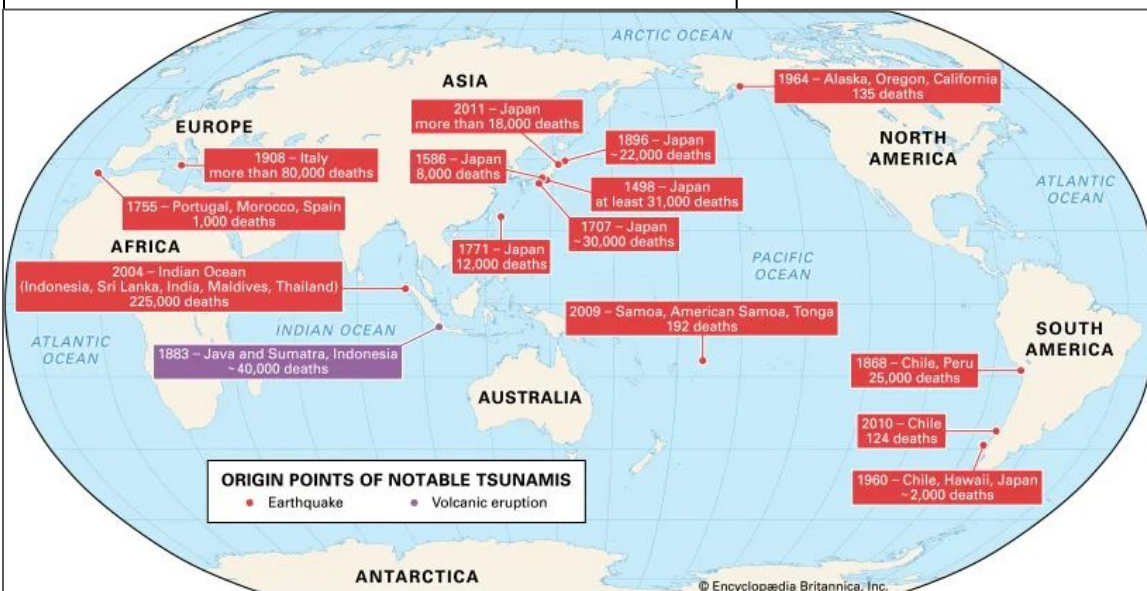 ARCTIC OCEAN
ASIA
1964 – Alaska, Oregon, California
135 deaths
2011 – Japan
more than 18,000 deaths
EUROPE
1896 – Japan
~22,000 deaths
NORTH
AMERICA
1908 – Italy
more than 80,000 deaths
1586 – Japan
8,000 deaths
1498 – Japan
at least 31,000 deaths
ATLANTIC
OCEAN
1755 – Portugal, Morocco, Spain
1,000 deaths
1707 – Japan
~30,000 deaths
AFRICA
1771 – Japan
12,000 deaths
PACIFIC
OCEAN
2004 – Indian Ocean
(Indonesia, Sri Lanka, India, Maldives, Thailand)
225,000 deaths
2009 – Samoa, American Samoa, Tonga
192 deaths
INDIAN OCEAN
ATLANTIC
OCEAN
SOUTH
AMERICA
1883 – Java and Sumatra, Indonesia
~40,000 deaths
1868 – Chile, Peru
25,000 deaths
AUSTRALIA
2010 – Chile
124 deaths
1960 – Chile, Hawaii, Japan
~2,000 deaths
ORIGIN POINTS OF NOTABLE TSUNAMIS
Earthquake
Volcanic eruption
ANTARCTICA
© Encyclopædia Britannica, Inc.